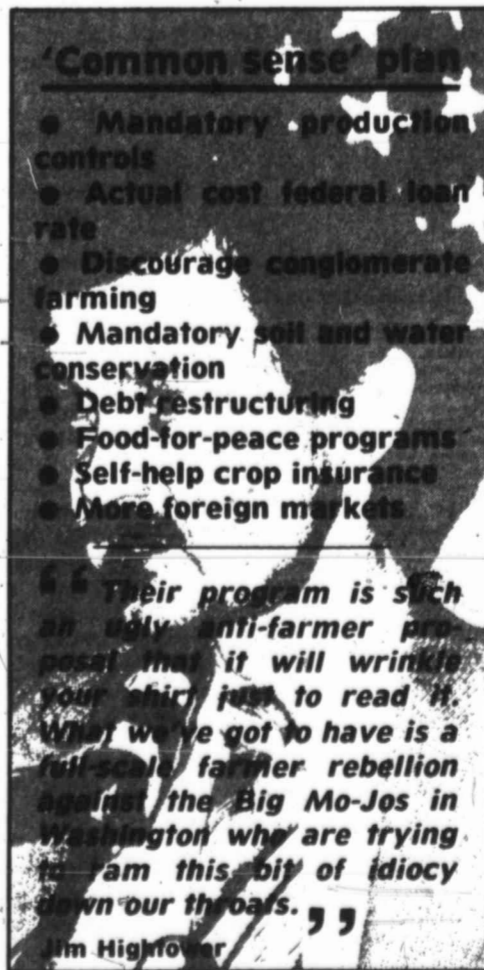 'Common sense' plan
● Mandatory production
controls
● Actual cost federal loan
rate
● Discourage conglomerate
farming
● Mandatory soil and water
conservation
● Debt restructuring
● Food-for-peace programs
● Self-help crop insurance
● More foreign markets
“Their program is such
an ugly anti-farmer pro-
posal that it will wrinkle
your shirt just to read it.
What we've got to have is a
full-scale farmer rebellion
against the Big Mo-Jos in
Washington who are trying
to ram this bit of idiocy
down our throats.”
Jim Hightower